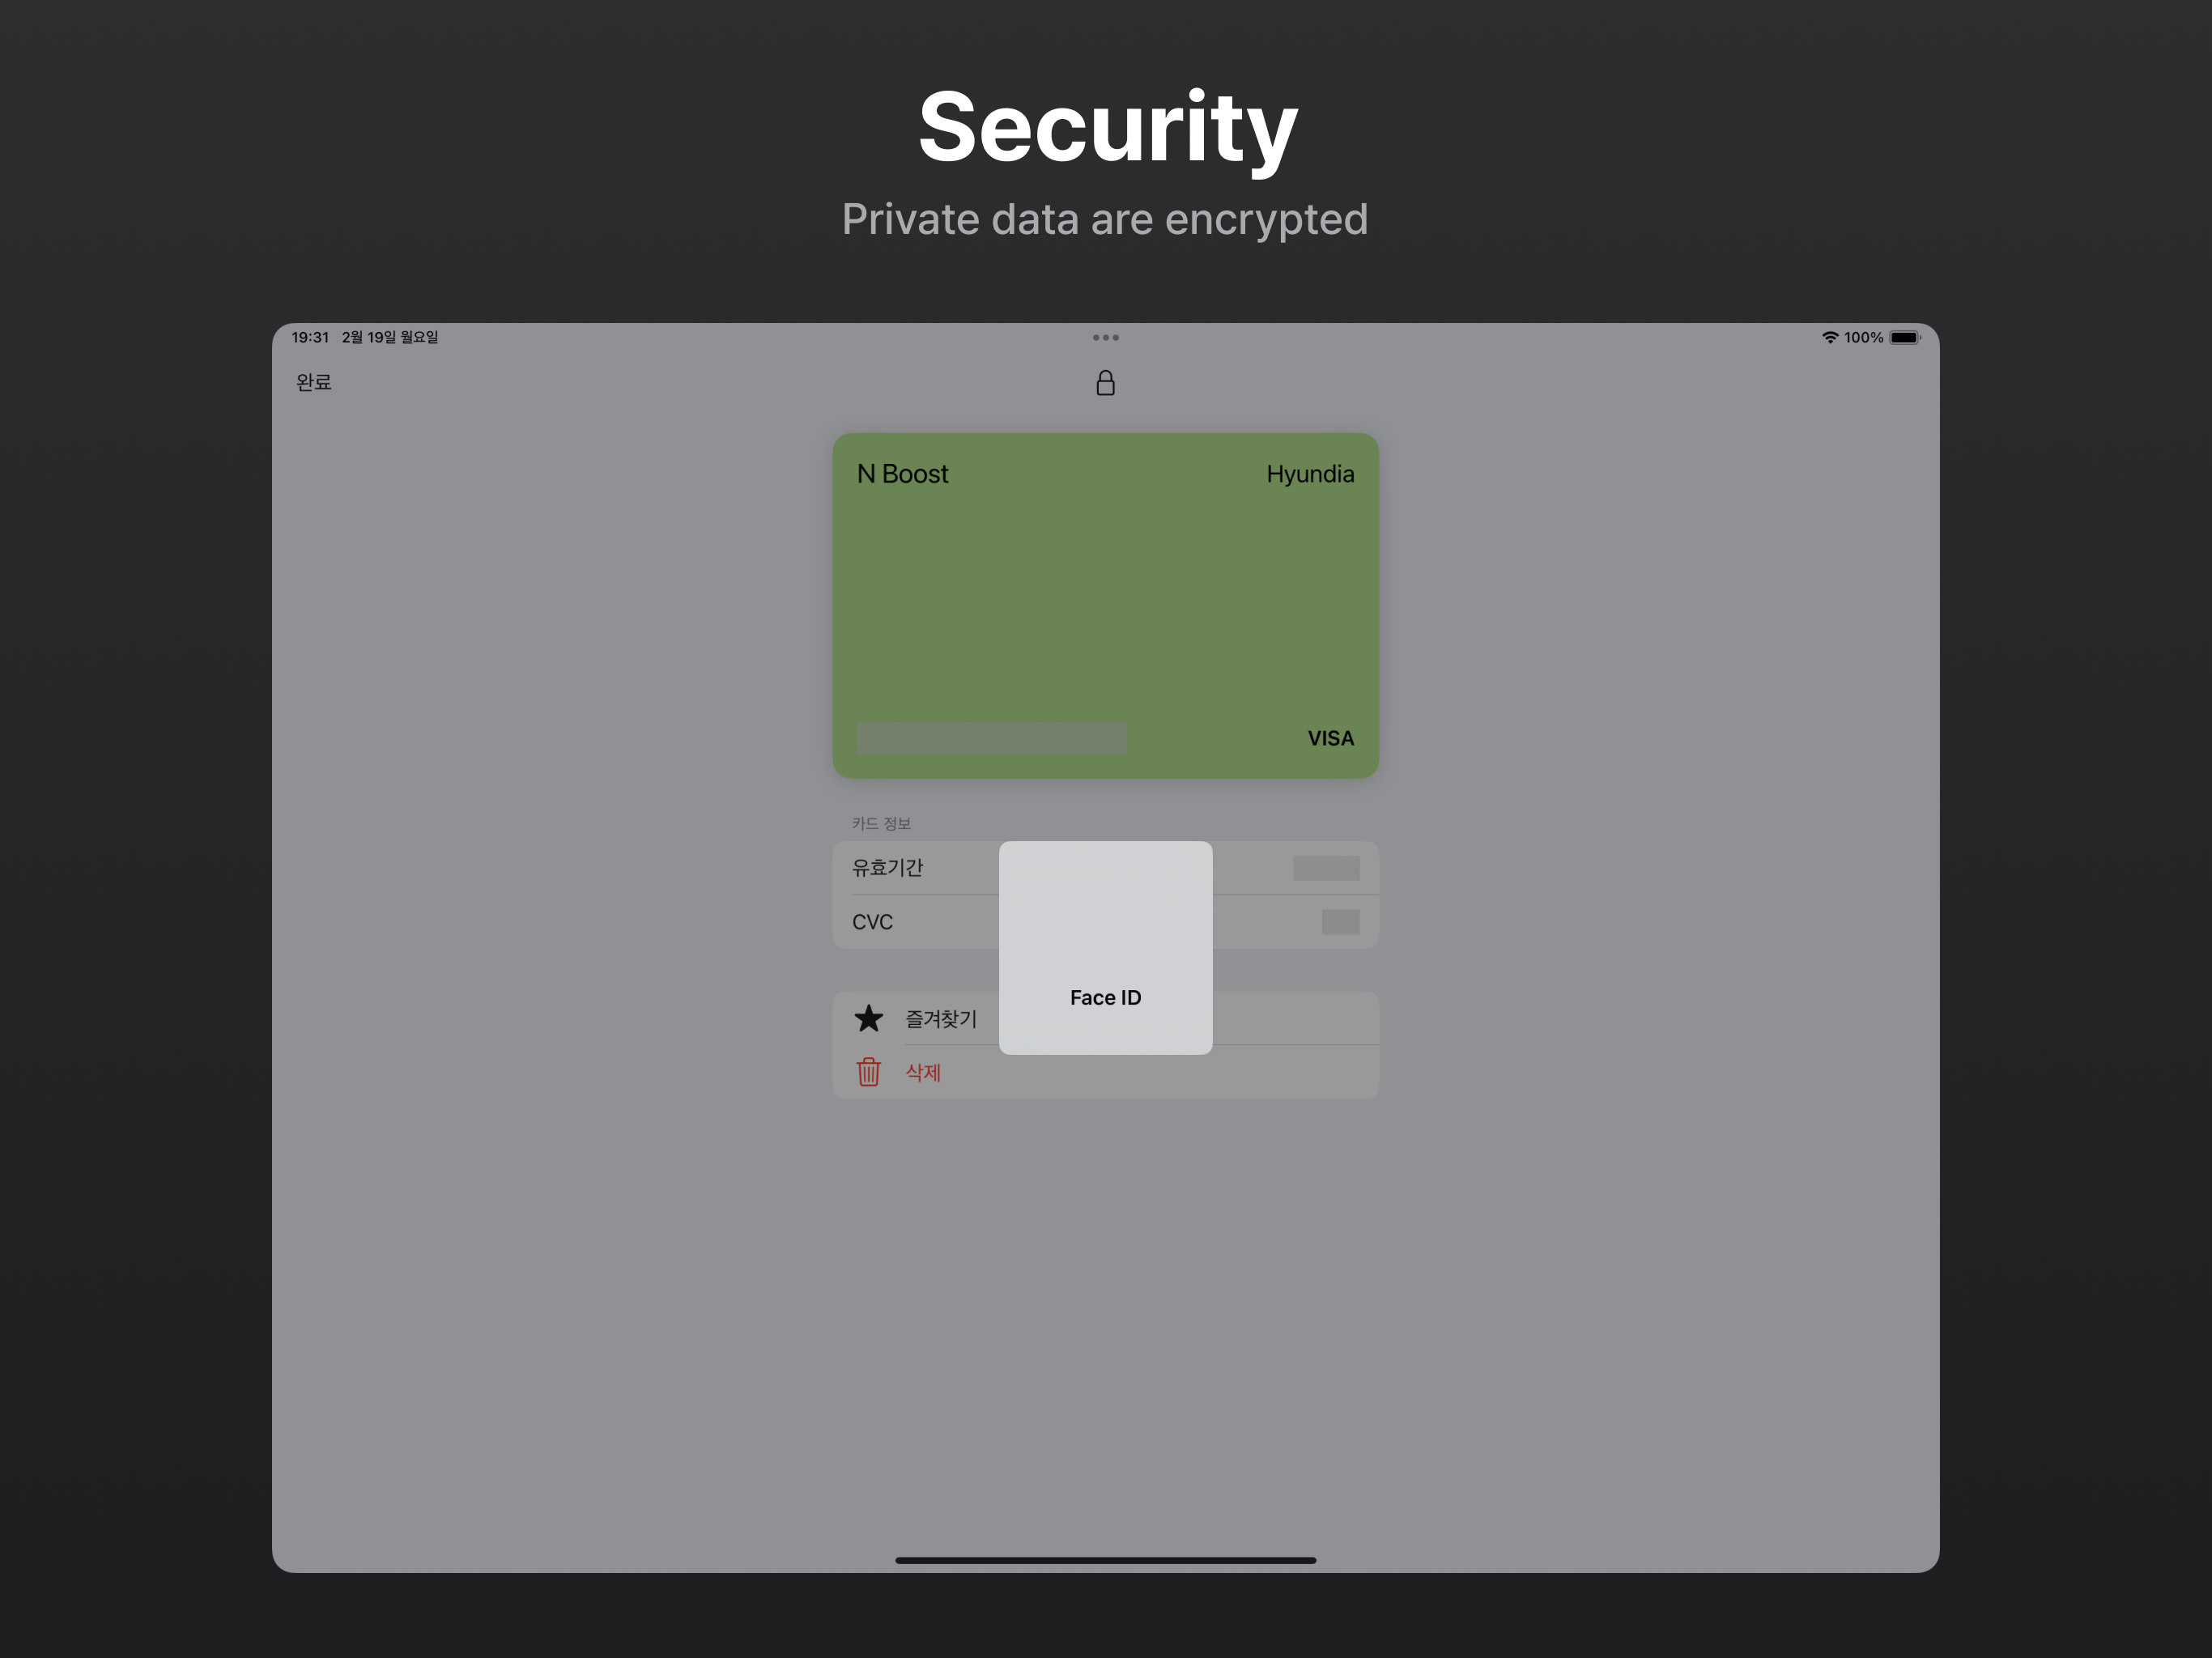 Security
Private data are encrypted
19:31 2월 19일 월요일
100%
완료
N Boost
Hyundia
VISA
카드 정보
유효기간
CVC
Face ID
즐겨찾기
삭제